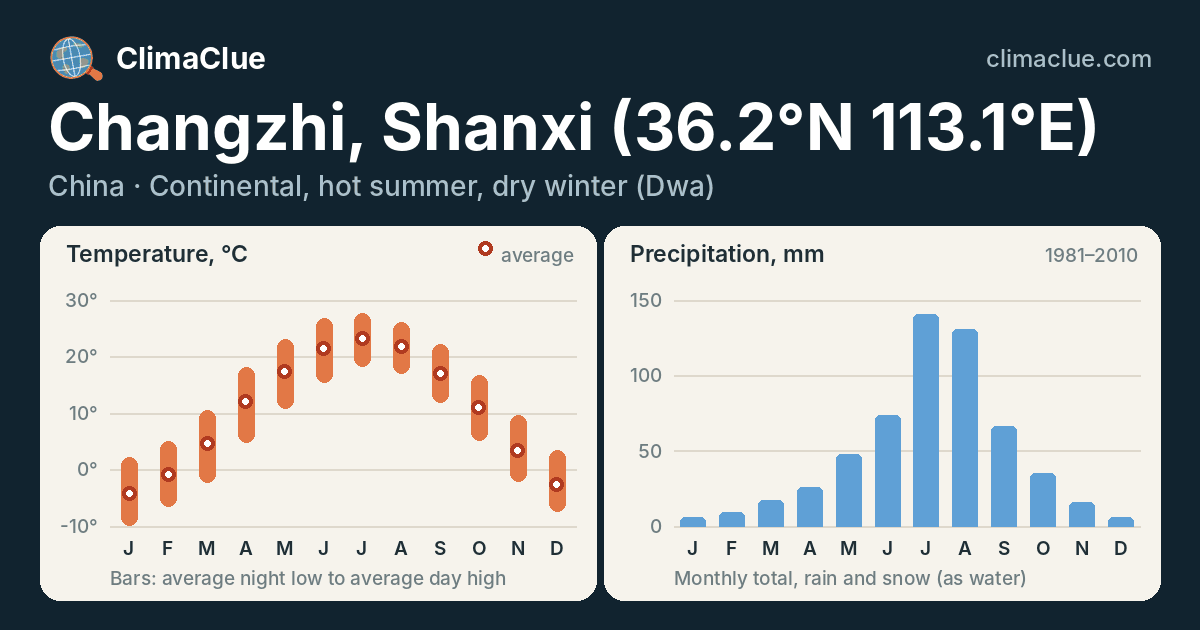 ClimaClue
climaclue.com
Changzhi, Shanxi (36.2°N 113.1°E)
China · Continental, hot summer, dry winter (Dwa)
Temperature, °C
average
30°
20°
10°
0°
-10°
J F M A M J J A S O N D
Bars: average night low to average day high
Precipitation, mm
1981–2010
150
100
50
0
J F M A M J J A S O N D
Monthly total, rain and snow (as water)